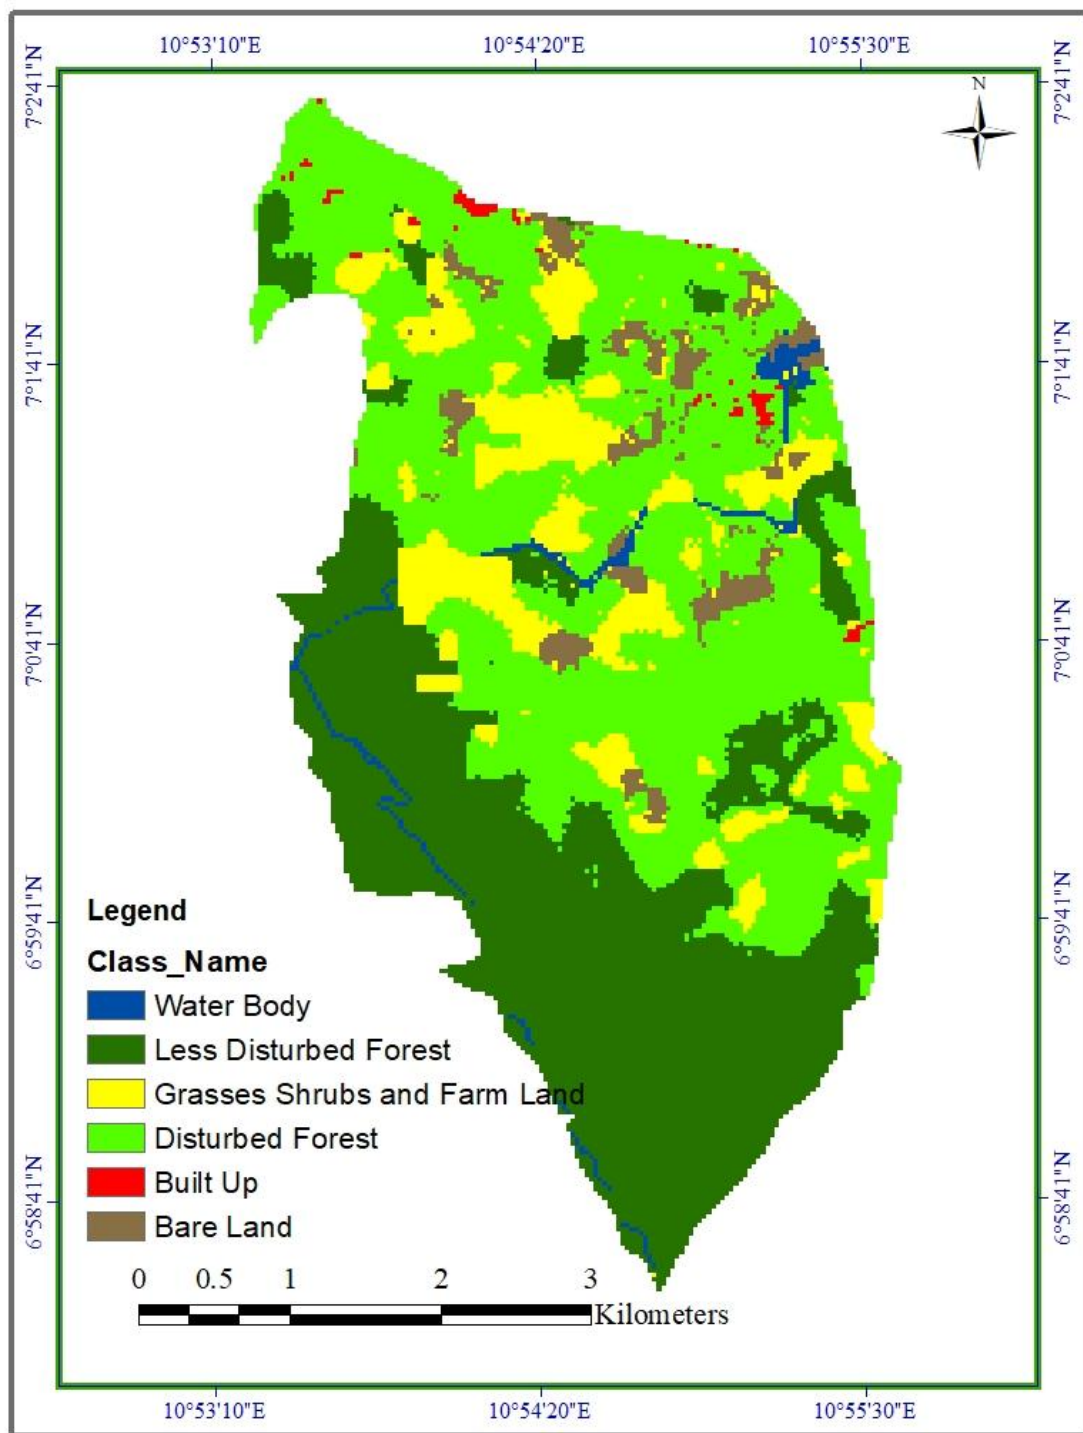 10°53'10"E 10°54'20"E 10°55'30"E
7°2'41"N 7°2'41"N
N
7°1'41"N 7°1'41"N
7°0'41"N 7°0'41"N
6°59'41"N 6°59'41"N
6°58'41"N 6°58'41"N
Legend
Class_Name
Water Body
Less Disturbed Forest
Grasses Shrubs and Farm Land
Disturbed Forest
Built Up
Bare Land
0 0.5 1 2 3
Kilometers
10°53'10"E 10°54'20"E 10°55'30"E